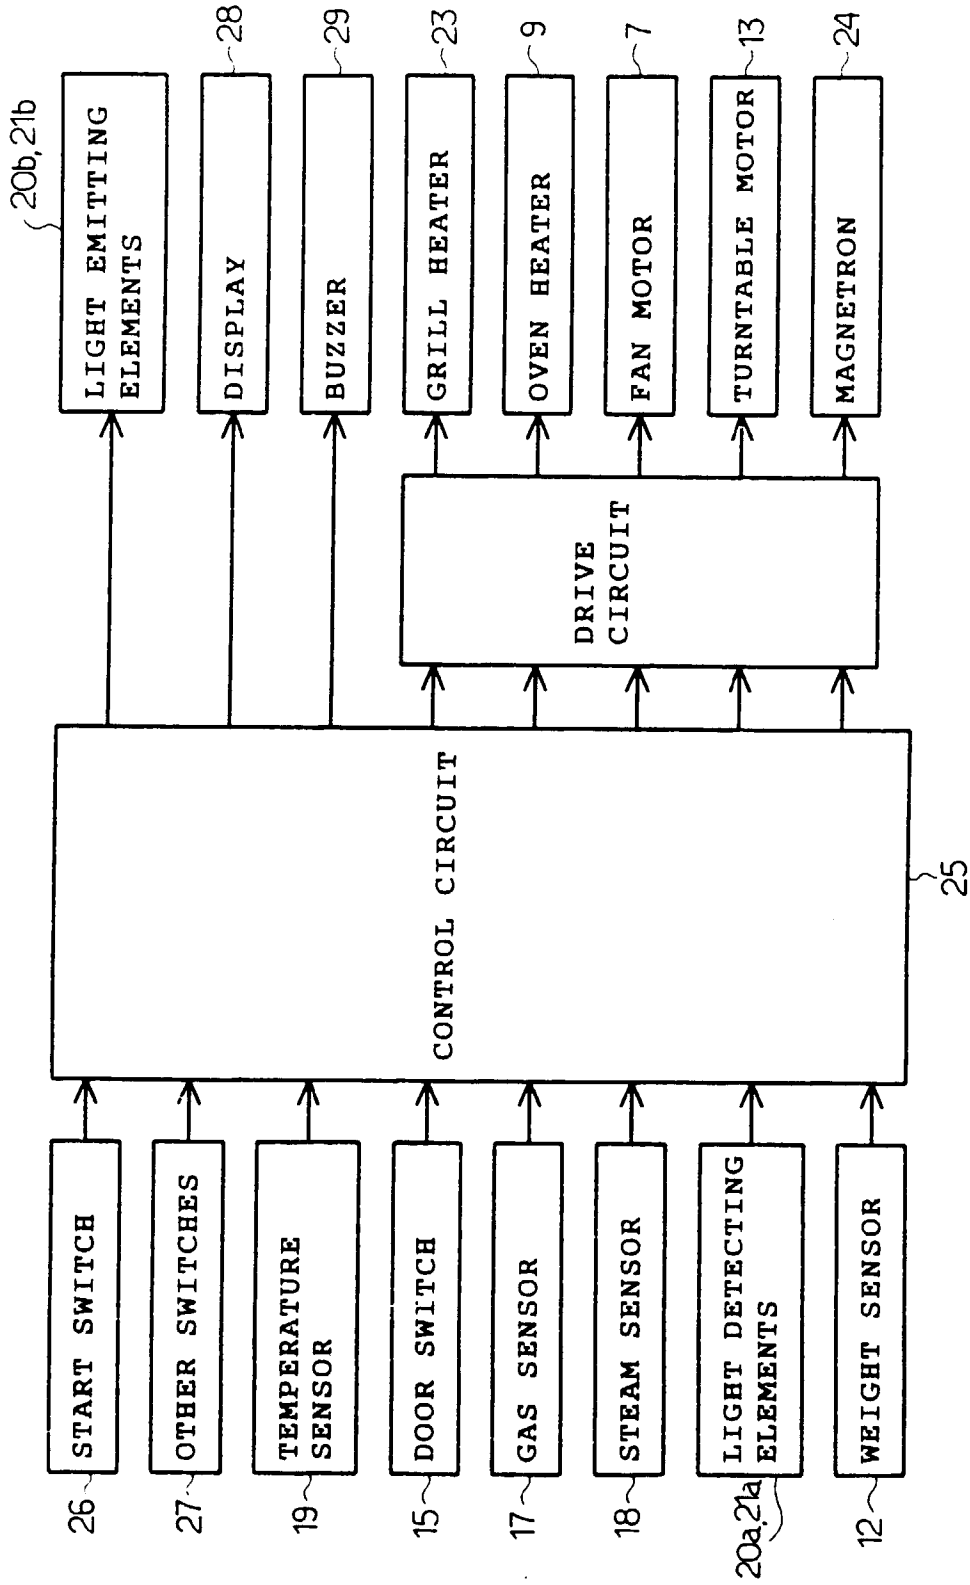 26
START SWITCH
27
OTHER SWITCHES
19
TEMPERATURE
SENSOR
15
DOOR SWITCH
17
GAS SENSOR
18
STEAM SENSOR
20a, 21a
LIGHT DETECTING
ELEMENTS
12
WEIGHT SENSOR
CONTROL CIRCUIT
25
DRIVE
CIRCUIT
20b, 21b
LIGHT EMITTING
ELEMENTS
DISPLAY
28
BUZZER
29
GRILL HEATER
23
OVEN HEATER
9
FAN MOTOR
7
TURNTABLE MOTOR
13
MAGNETRON
24